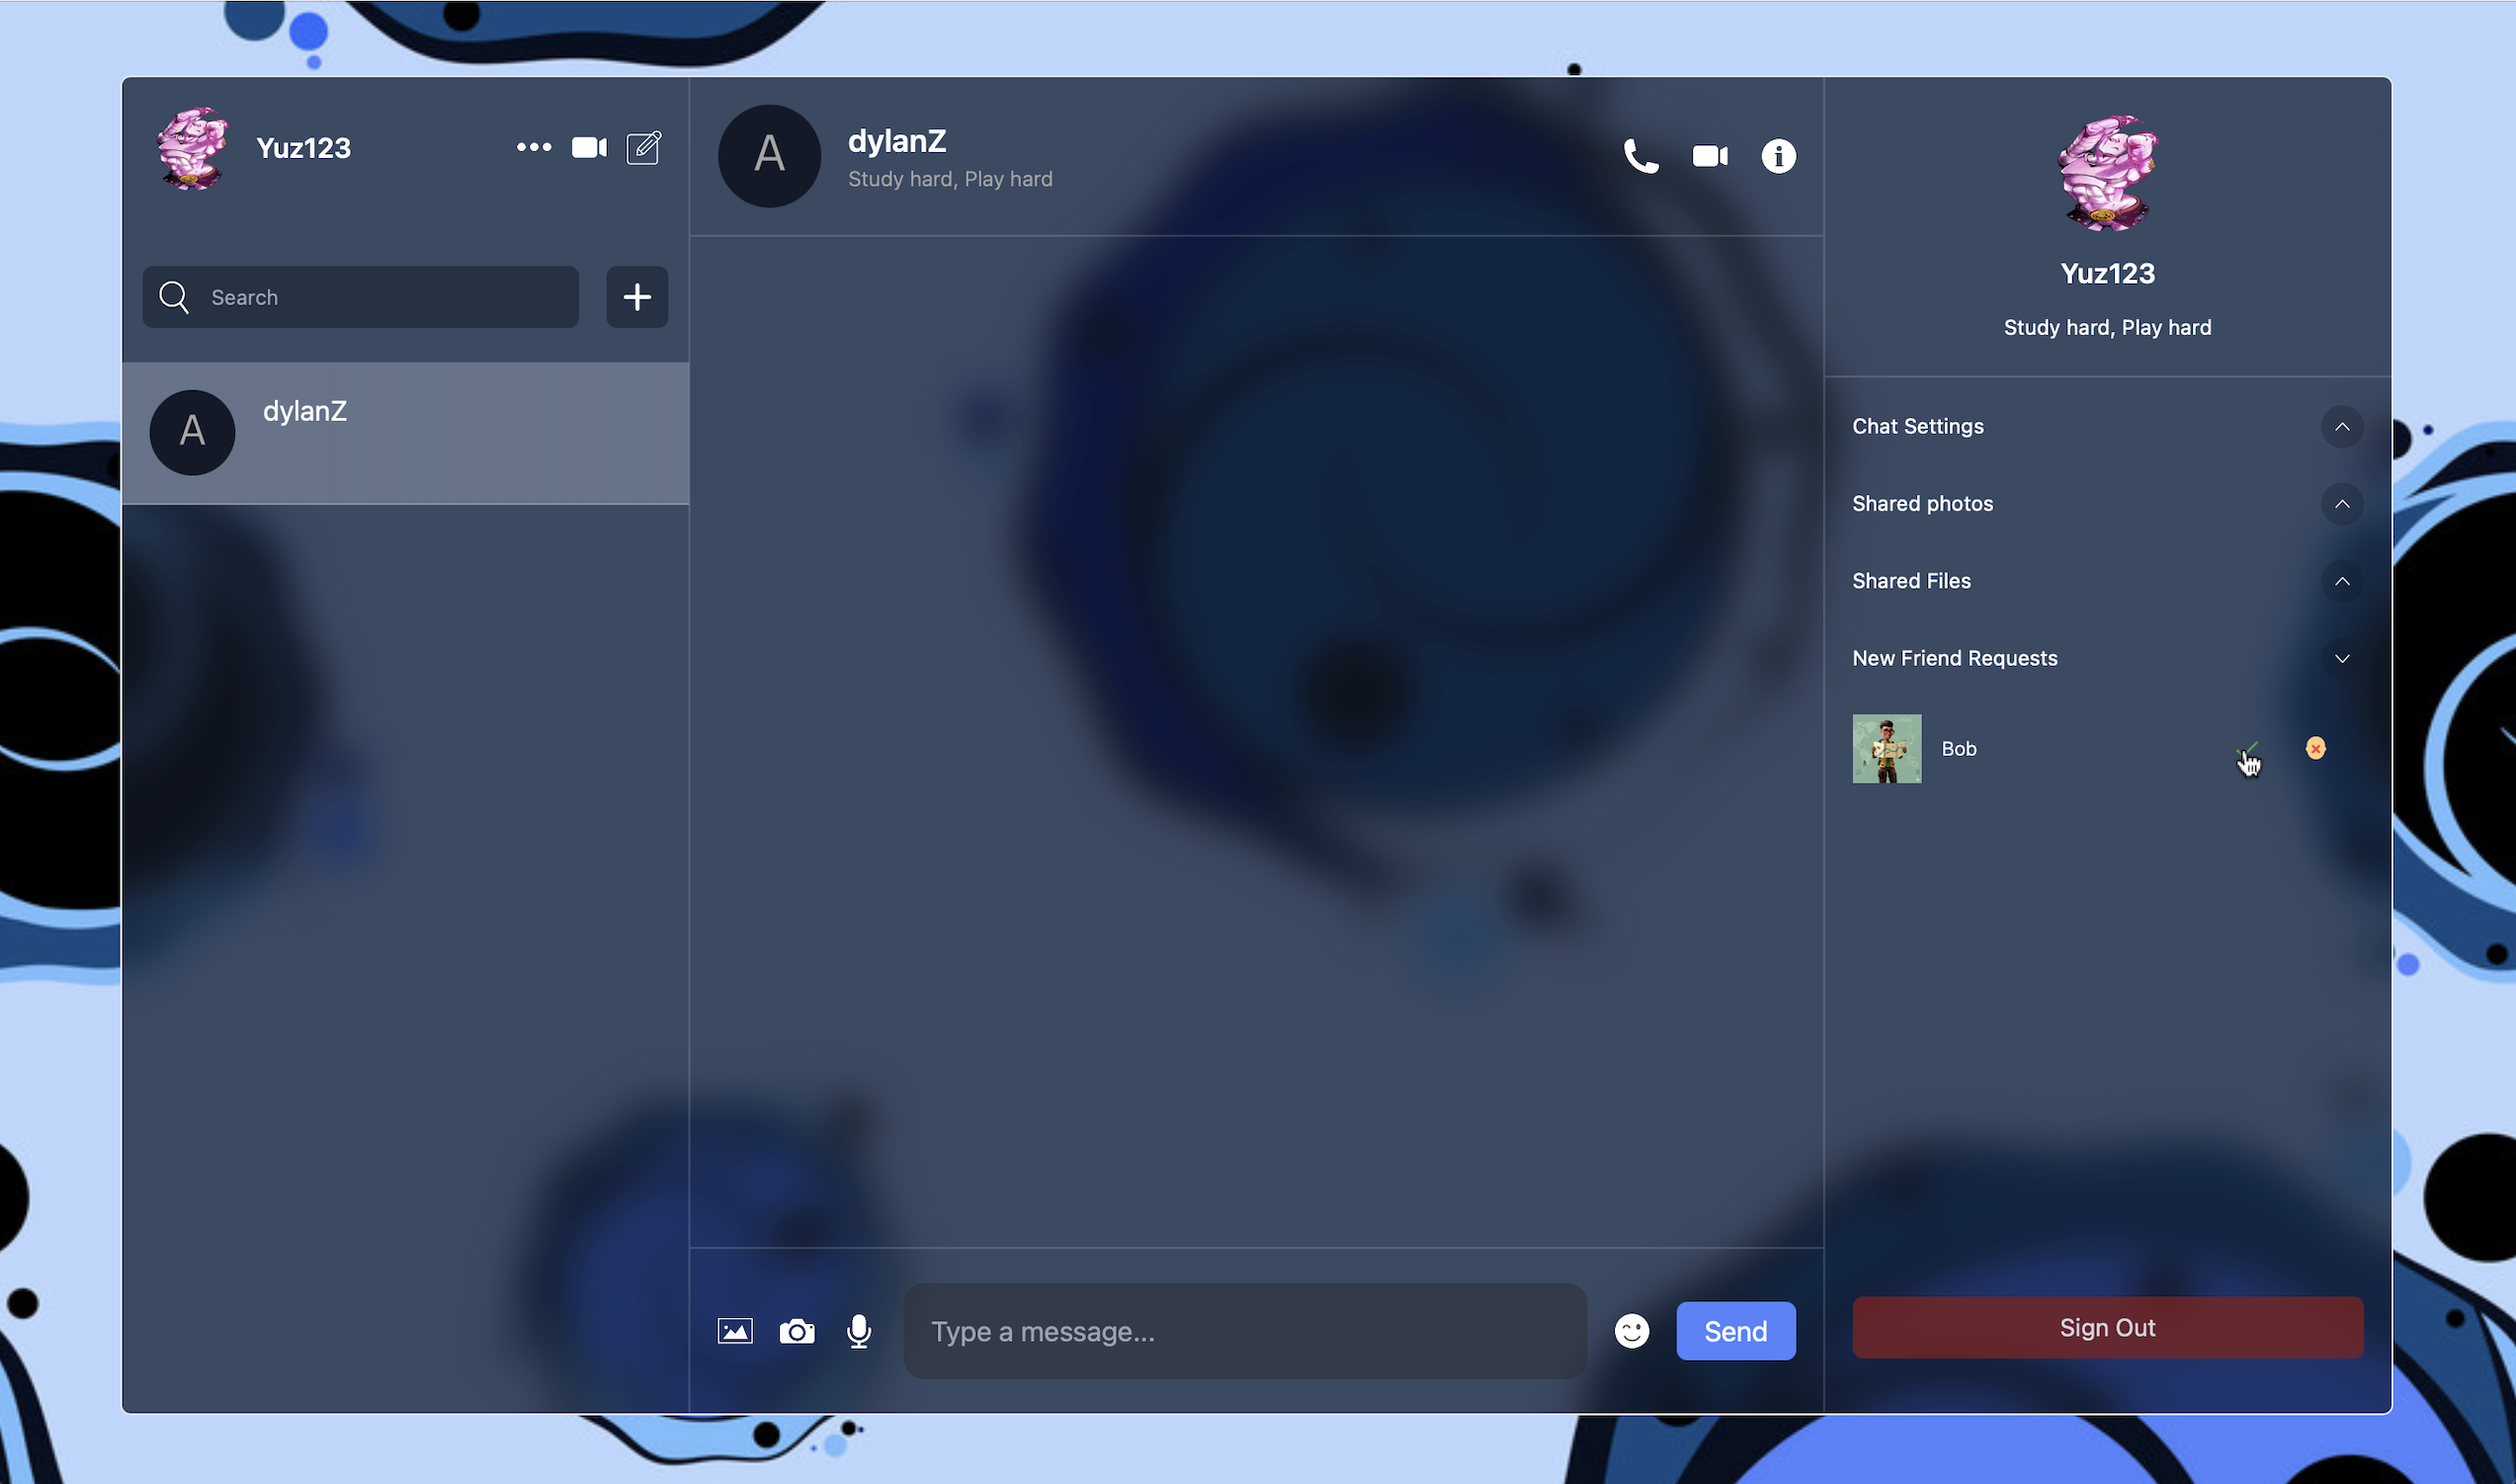 Yuz123
Search
dylanZ
A
A
dylanZ
Study hard, Play hard
Type a message...
Send
Yuz123
Study hard, Play hard
Chat Settings
Shared photos
Shared Files
New Friend Requests
Bob
Sign Out